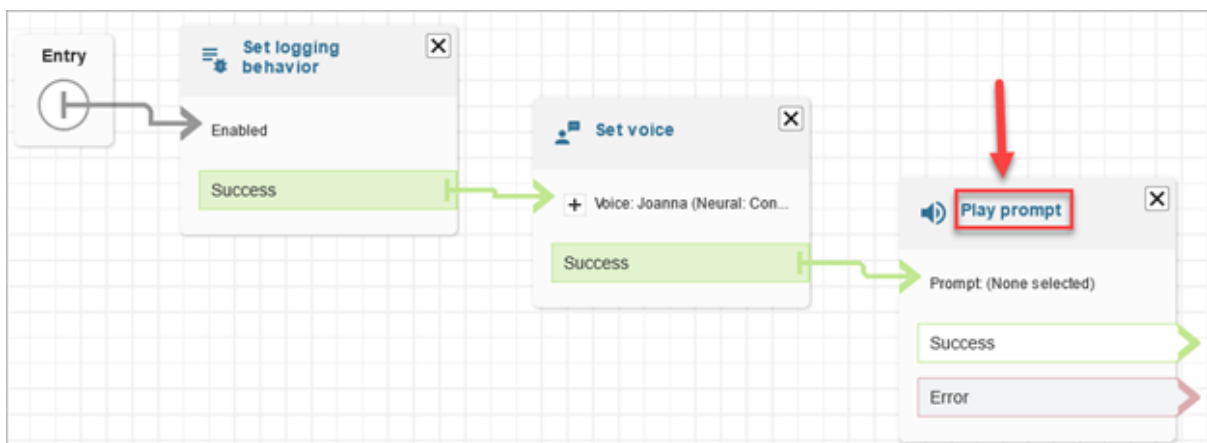 Entry
Set logging
behavior
Enabled
Success
Set voice
Voice: Joanna (Neural: Con...
Success
Play prompt
Prompt: (None selected)
Success
Error